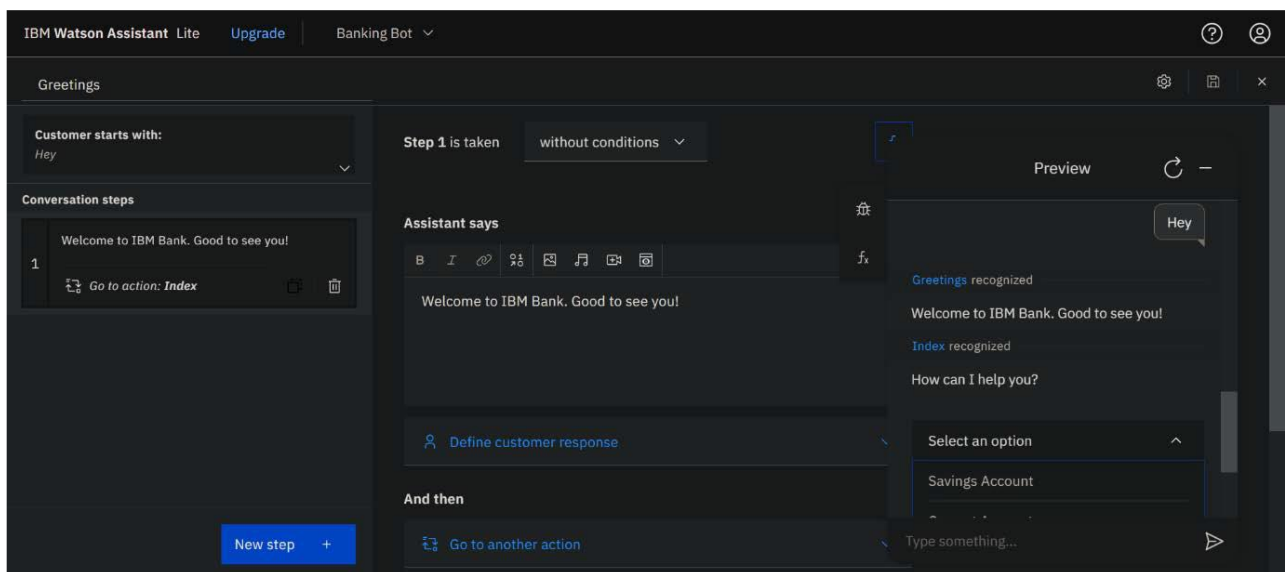 IBM Watson Assistant Lite Upgrade Banking Bot
Greetings
Customer starts with:
Hey
Conversation steps
1
Welcome to IBM Bank. Good to see you!
Go to action: Index
New step +
Step 1 is taken without conditions
Assistant says
B I
Welcome to IBM Bank. Good to see you!
Define customer response
And then
Go to another action
fx
Preview
Hey
Greetings recognized
Welcome to IBM Bank. Good to see you!
Index recognized
How can I help you?
Select an option
Savings Account
Type something...